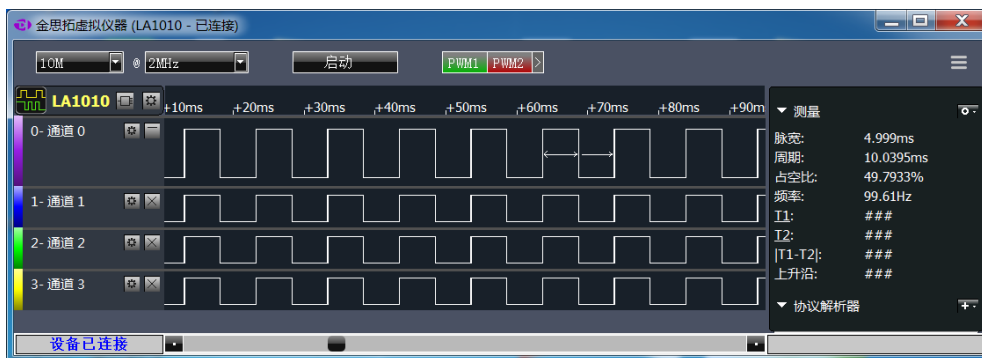 金思拓虚拟仪器 (LA1010 - 已连接)
10M @ 2MHz 启动 PWM1 PWM2
LA1010 +10ms +20ms +30ms +40ms +50ms +60ms +70ms +80ms +90m
0- 通道 0
1- 通道 1
2- 通道 2
3- 通道 3
测量
脉宽: 4.999ms
周期: 10.0395ms
占空比: 49.7933%
频率: 99.61Hz
T1: ###
T2: ###
|T1-T2|: ###
上升沿: ###
协议解析器
设备已连接